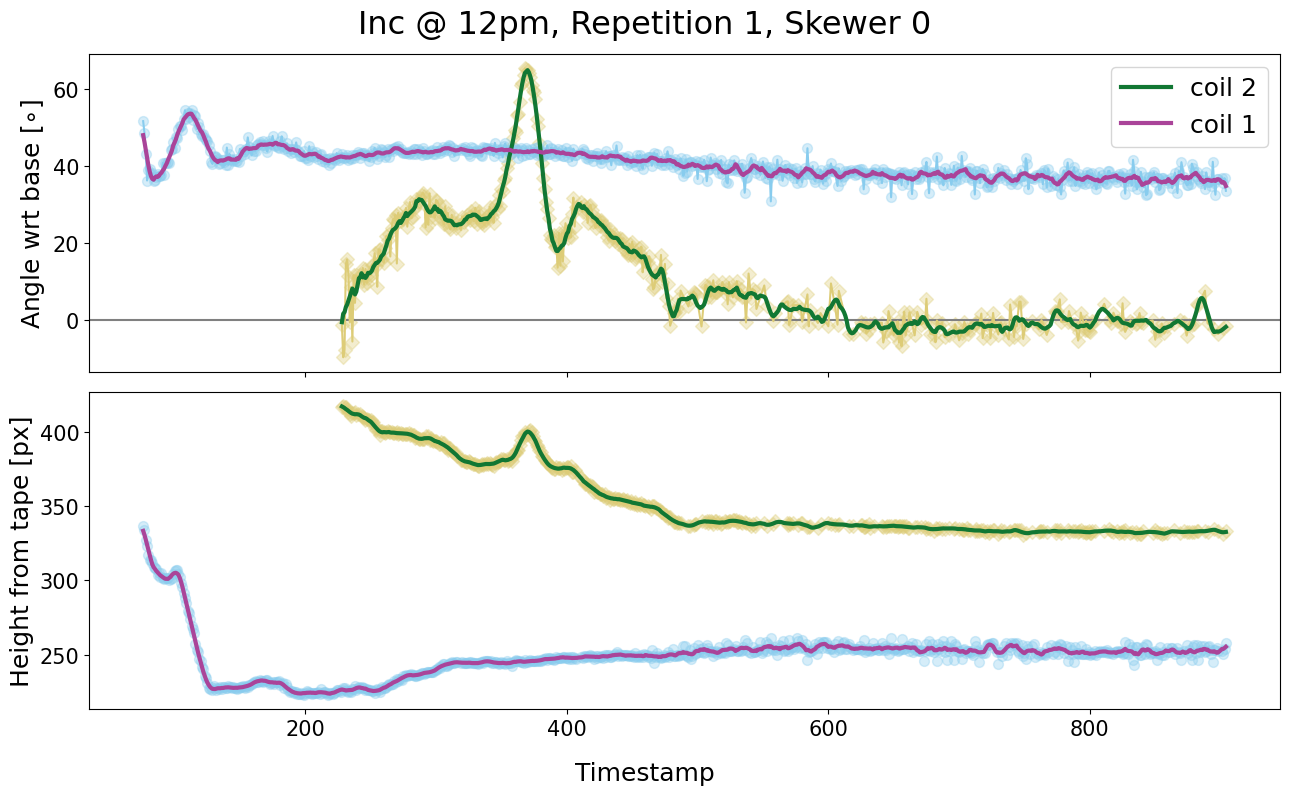 Inc @ 12pm, Repetition 1, Skewer 0
Angle wrt base [∘]
60
40
20
0
coil 2
coil 1
Height from tape [px]
400
350
300
250
200
400
600
800
Timestamp